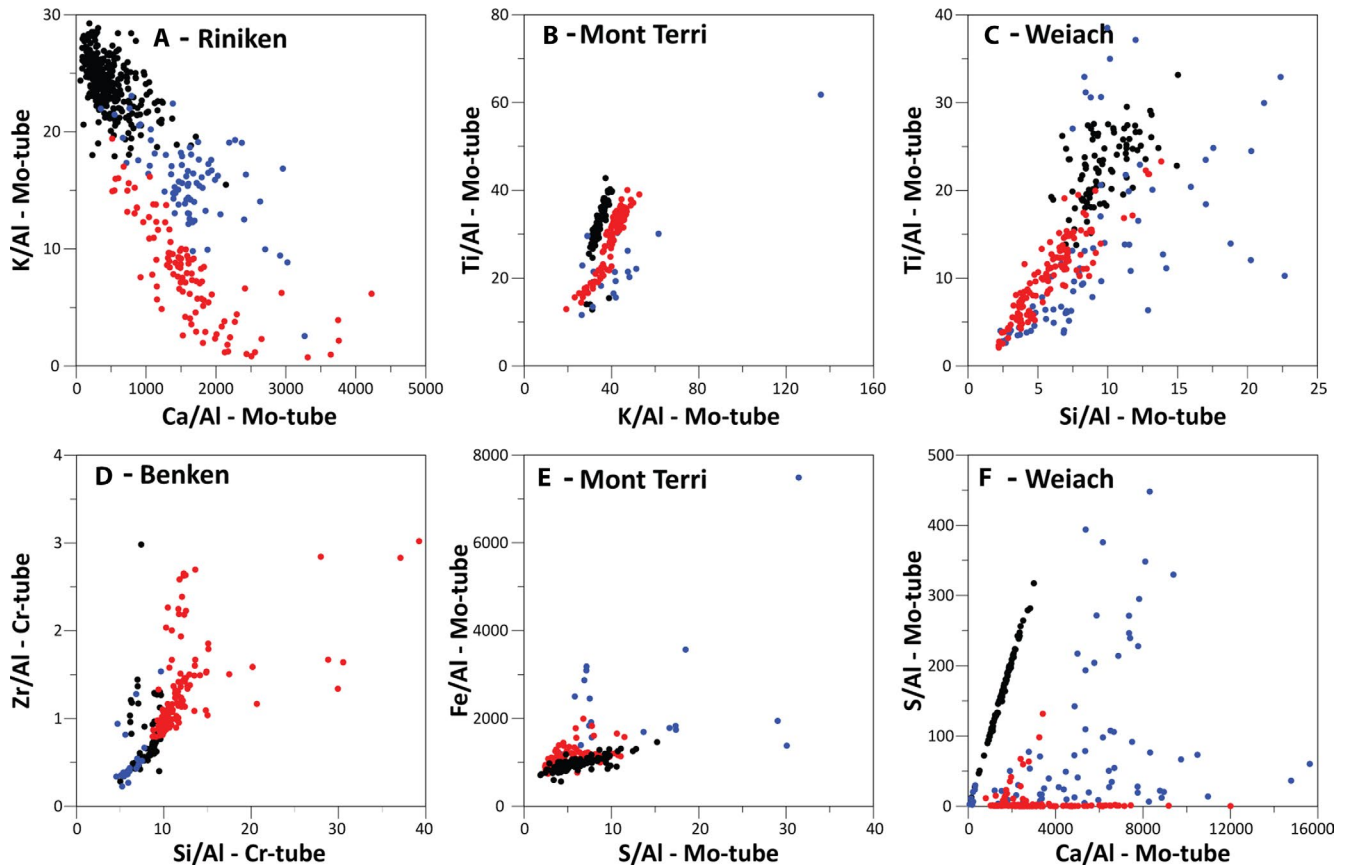 A - Riniken
K/Al - Mo-tube
30
20
10
0
0 1000 2000 3000 4000 5000
Ca/Al - Mo-tube
B - Mont Terri
Ti/Al - Mo-tube
80
60
40
20
0
0 40 80 120 160
K/Al - Mo-tube
C - Weiach
Ti/Al - Mo-tube
40
30
20
10
0
0 5 10 15 20 25
Si/Al - Mo-tube
D - Benken
Zr/Al - Cr-tube
4
3
2
1
0
0 10 20 30 40
Si/Al - Cr-tube
E - Mont Terri
Fe/Al - Mo-tube
8000
6000
4000
2000
0
0 10 20 30 40
S/Al - Mo-tube
F - Weiach
S/Al - Mo-tube
500
400
300
200
100
0
0 4000 8000 12000 16000
Ca/Al - Mo-tube